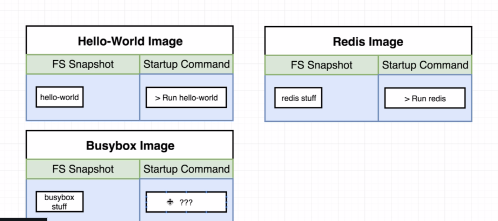 Hello-World Image
FS Snapshot Startup Command
hello-world > Run hello-world
Redis Image
FS Snapshot Startup Command
redis stuff > Run redis
Busybox Image
FS Snapshot Startup Command
busybox
stuff
???